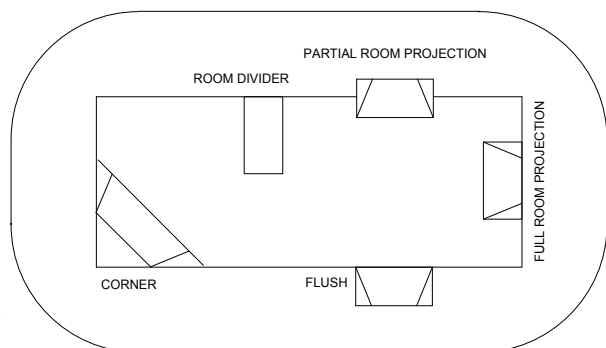 PARTIAL ROOM PROJECTION
ROOM DIVIDER
FULL ROOM PROJECTION
CORNER
FLUSH